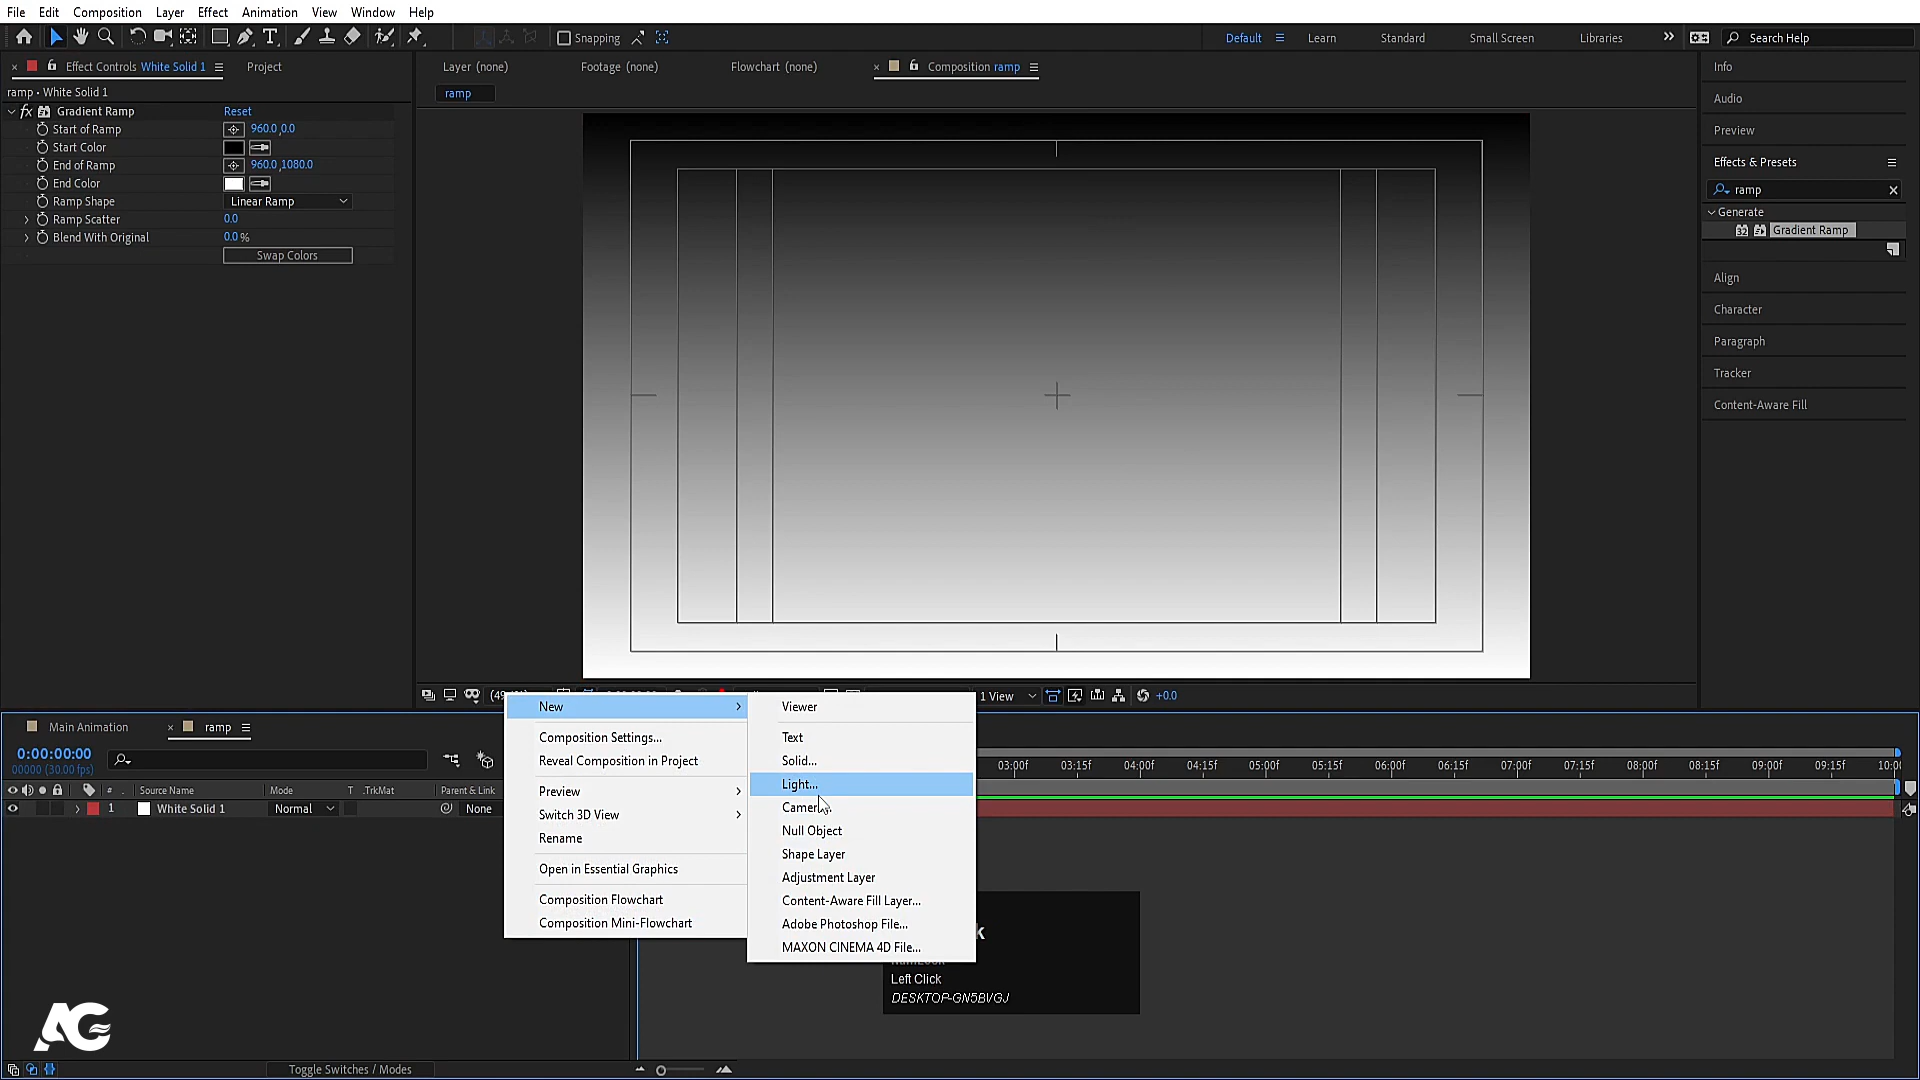 File Edit Composition Layer Effect Animation View Window Help
Snapping Default Learn Standard Small Screen Libraries Search Help
Effect Controls White Solid 1 Project
Layer (none) Footage (none) Flowchart (none) Composition ramp
ramp • White Solid 1
ramp
Gradient Ramp Reset
Start of Ramp 960.0,0.0
Start Color
End of Ramp 960.0,1080.0
End Color
Ramp Shape Linear Ramp
Ramp Scatter 0.0
Blend With Original 0.0 %
Swap Colors
Info
Audio
Preview
Effects & Presets
ramp
Generate
Gradient Ramp
Align
Character
Paragraph
Tracker
Content-Aware Fill
1 View +0.0
New
Composition Settings...
Reveal Composition in Project
Preview
Switch 3D View
Rename
Open in Essential Graphics
Composition Flowchart
Composition Mini-Flowchart
Viewer
Text
Solid...
Light...
Camera...
Null Object
Shape Layer
Adjustment Layer
Content-Aware Fill Layer...
Adobe Photoshop File...
MAXON CINEMA 4D File...
Main Animation ramp
0:00:00:00
00000 (30.00 fps)
03:00f 03:15f 04:00f 04:15f 05:00f 05:15f 06:00f 06:15f 07:00f 07:15f 08:00f 08:15f 09:00f 09:15f 10:00
# Source Name Mode T .TrkMat Parent & Link
1 White Solid 1 Normal None
k
Left Click
DESKTOP-GN5BVGJ
AG
Toggle Switches / Modes